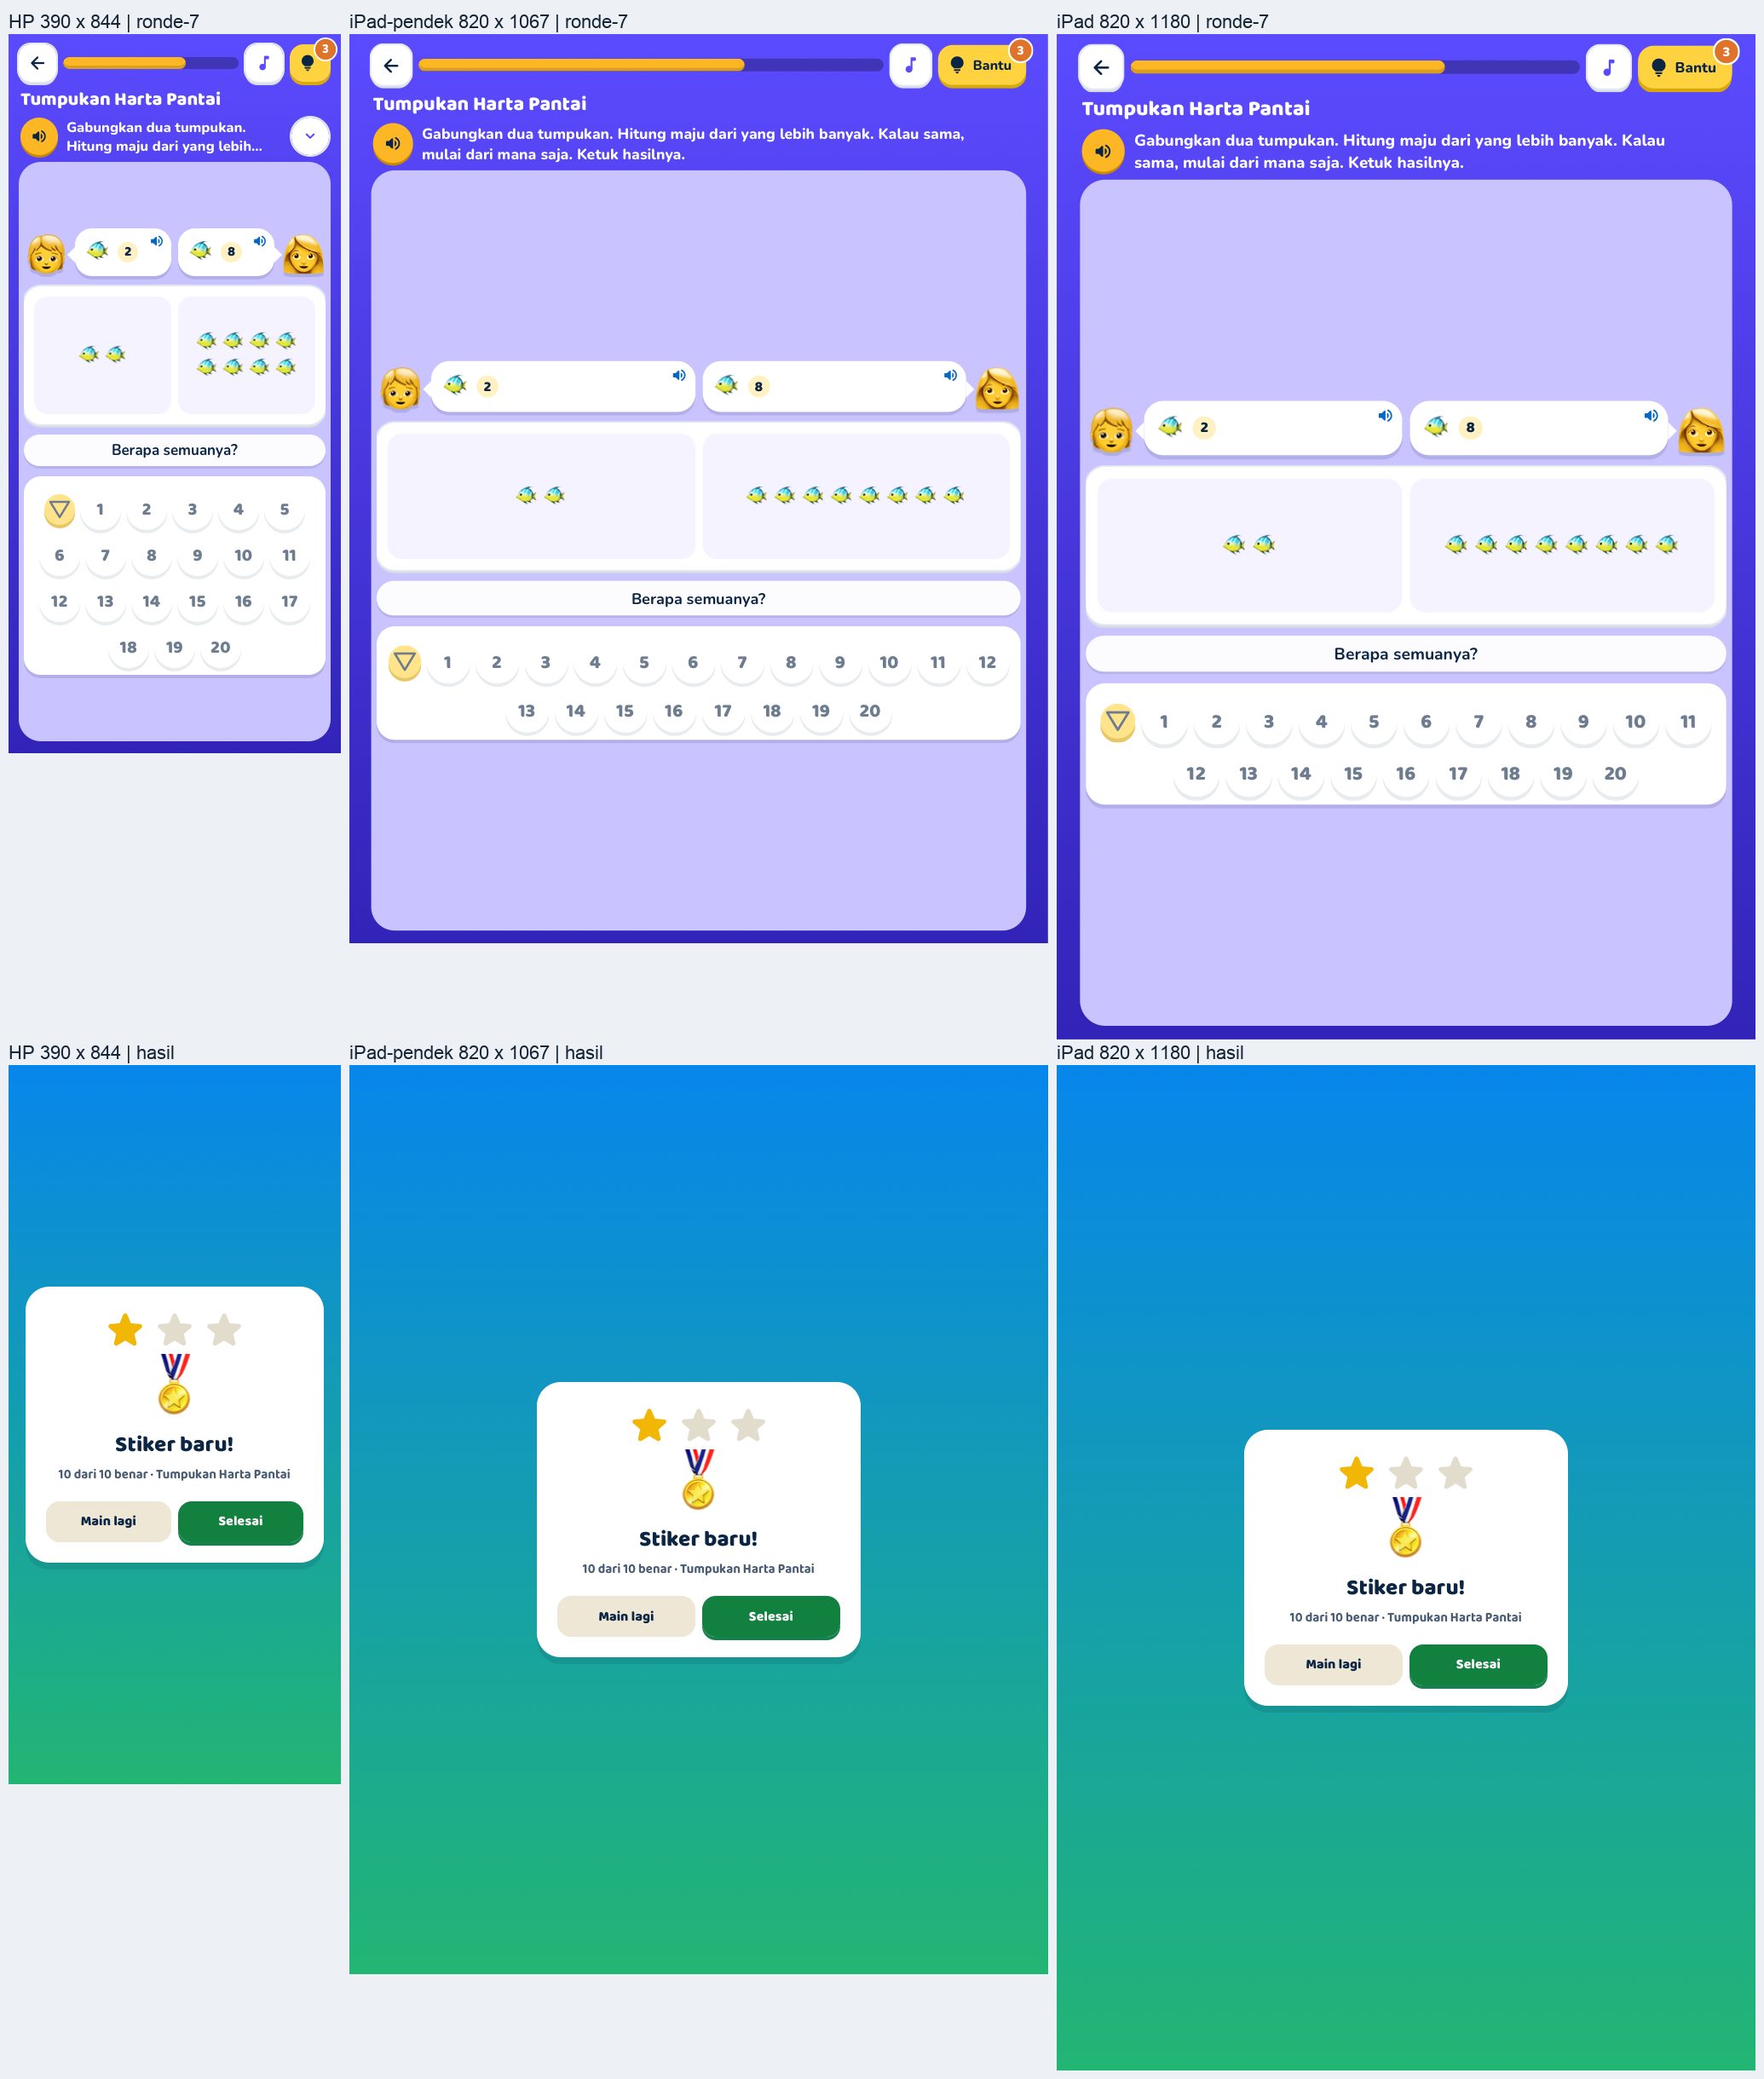 HP 390 x 844 | ronde-7
3
Tumpukan Harta Pantai
Gabungkan dua tumpukan.
Hitung maju dari yang lebih...
2
8
Berapa semuanya?
1 2 3 4 5
6 7 8 9 10 11
12 13 14 15 16 17
18 19 20
iPad-pendek 820 x 1067 | ronde-7
Bantu
3
Tumpukan Harta Pantai
Gabungkan dua tumpukan. Hitung maju dari yang lebih banyak. Kalau sama,
mulai dari mana saja. Ketuk hasilnya.
2
8
Berapa semuanya?
1 2 3 4 5 6 7 8 9 10 11 12
13 14 15 16 17 18 19 20
iPad 820 x 1180 | ronde-7
Bantu
3
Tumpukan Harta Pantai
Gabungkan dua tumpukan. Hitung maju dari yang lebih banyak. Kalau
sama, mulai dari mana saja. Ketuk hasilnya.
2
8
Berapa semuanya?
1 2 3 4 5 6 7 8 9 10 11
12 13 14 15 16 17 18 19 20
HP 390 x 844 | hasil
Stiker baru!
10 dari 10 benar · Tumpukan Harta Pantai
Main lagi
Selesai
iPad-pendek 820 x 1067 | hasil
Stiker baru!
10 dari 10 benar · Tumpukan Harta Pantai
Main lagi
Selesai
iPad 820 x 1180 | hasil
Stiker baru!
10 dari 10 benar · Tumpukan Harta Pantai
Main lagi
Selesai